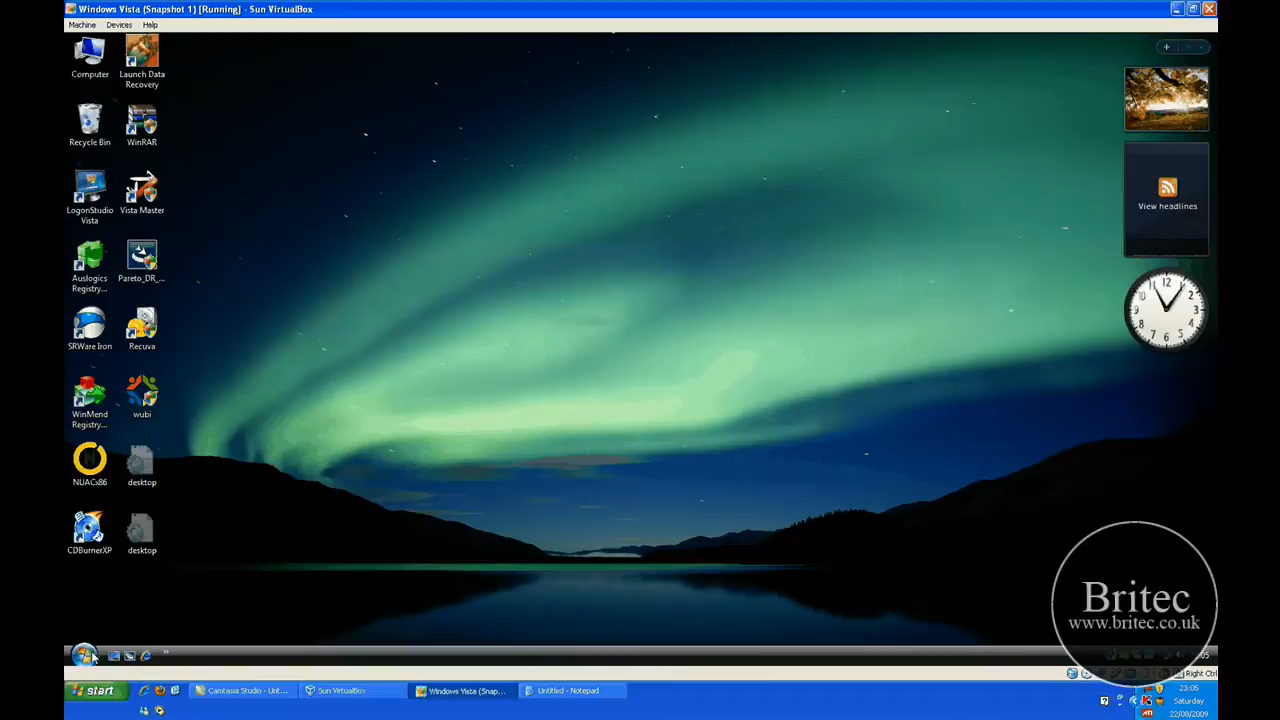 Windows Vista (Snapshot 1) [Running] - Sun VirtualBox
Machine Devices Help
Computer
Launch Data Recovery
Recycle Bin
WinRAR
LogonStudio Vista
Vista Master
Auslogics Registry...
Pareto_DR_...
SRWare Iron
Recuva
WinMend Registry...
wubi
NUACx86
desktop
CDBurnerXP
desktop
View headlines
12
Britec
www.britec.co.uk
Right Ctrl
start
Camtasia Studio - Unt...
Sun VirtualBox
Windows Vista (Snap...
Untitled - Notepad
23:05
Saturday
22/08/2009